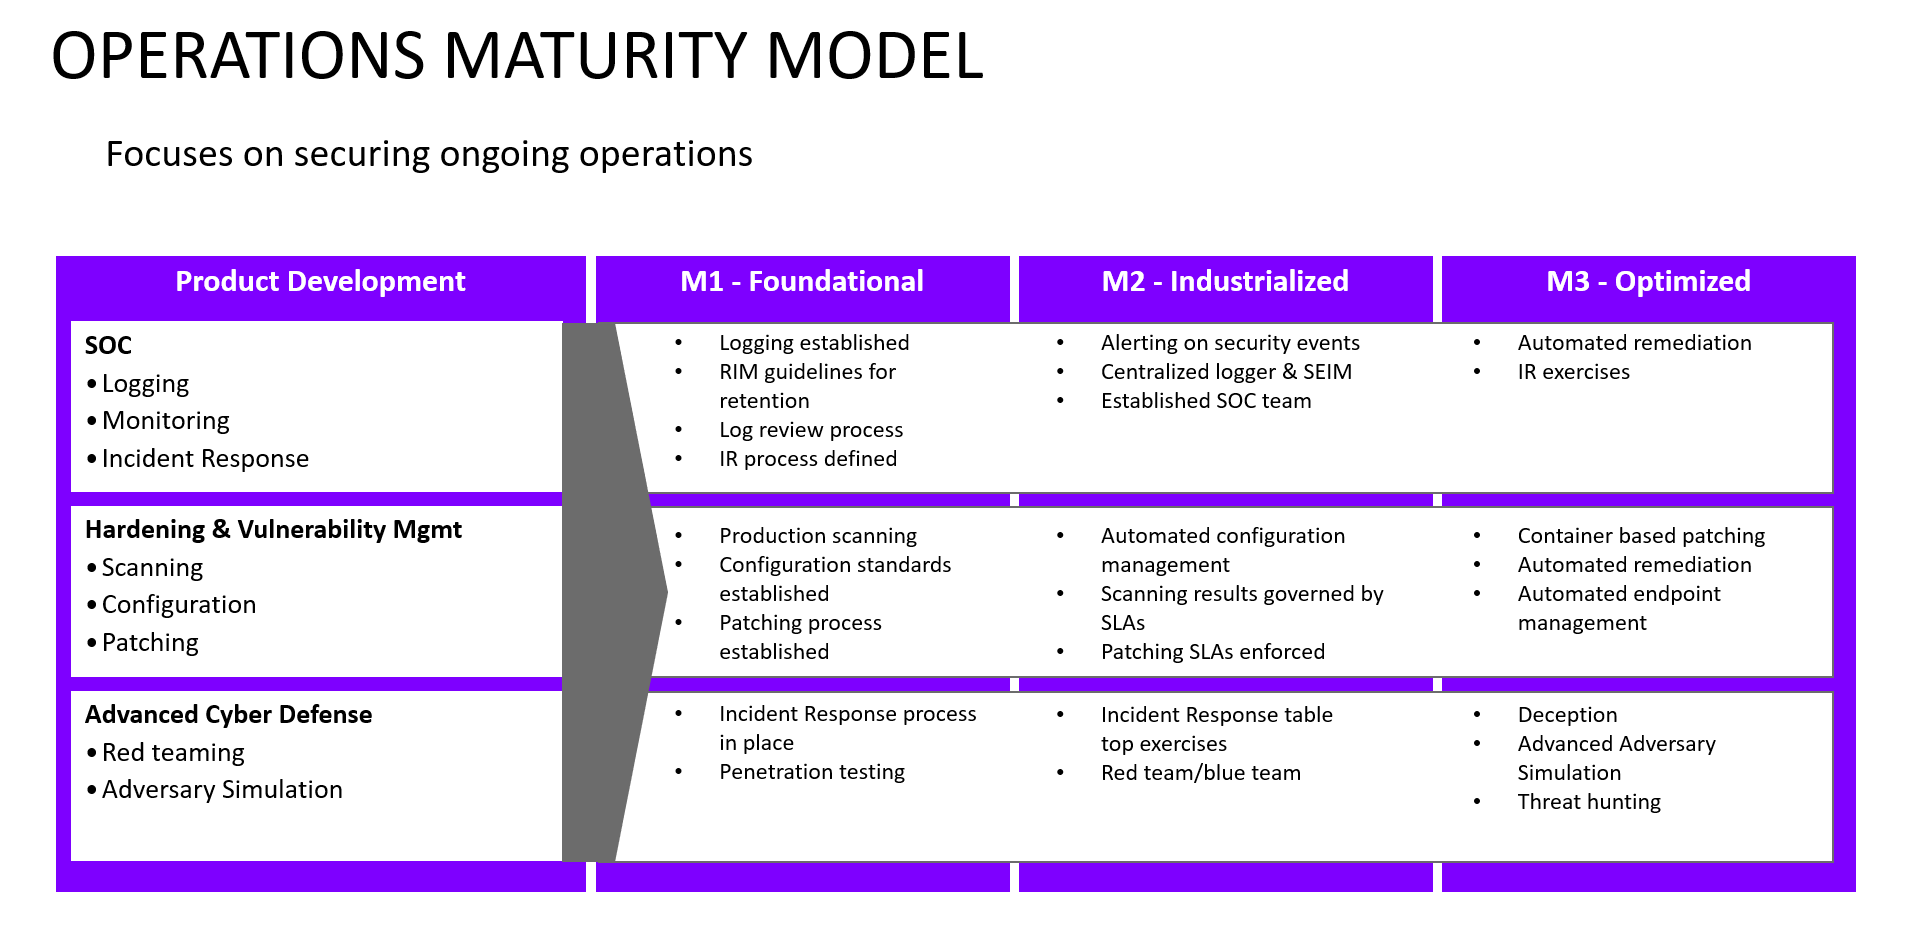 OPERATIONS MATURITY MODEL
Focuses on securing ongoing operations
Product Development
M1 - Foundational
M2 - Industrialized
M3 - Optimized
SOC
• Logging
• Monitoring
• Incident Response
• Logging established
• RIM guidelines for
retention
• Log review process
• IR process defined
• Alerting on security events
• Centralized logger & SEIM
• Established SOC team
• Automated remediation
• IR exercises
Hardening & Vulnerability Mgmt
• Scanning
• Configuration
• Patching
• Production scanning
• Configuration standards
established
• Patching process
established
• Automated configuration
management
• Scanning results governed by
SLAs
• Patching SLAs enforced
• Container based patching
• Automated remediation
• Automated endpoint
management
Advanced Cyber Defense
• Red teaming
• Adversary Simulation
• Incident Response process
in place
• Penetration testing
• Incident Response table
top exercises
• Red team/blue team
• Deception
• Advanced Adversary
Simulation
• Threat hunting